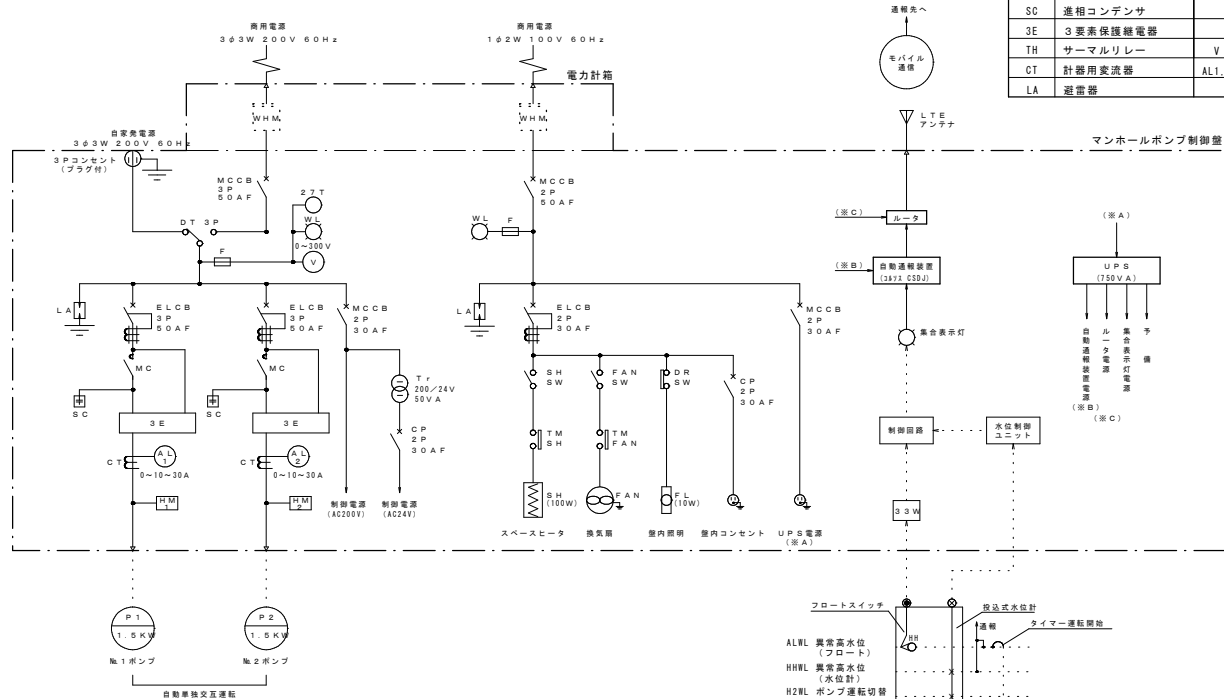 商用電源
3φ3W 200V 60Hz
商用電源
1φ2W 100V 60Hz
通報先へ
モバイル
通信
SC 進相コンデンサ
3E 3要素保護継電器
TH サーマルリレー V
CT 計器用変流器 AL1.
LA 避雷器
電力計箱
WHM
WHM
LTE
アンテナ
マンホールポンプ制御盤
自家発電源
3φ3W 200V 60Hz
3Pコンセント
(プラグ付)
MCCB
3P
50AF
27T
WL
0~300V
V
DT 3P
F
MCCB
2P
50AF
WL
F
(※C)
ルータ
(※B)
自動通報装置
(コルソス CSDJ)
集合表示灯
(※A)
UPS
(750VA)
自動通報装置電源
(※B)
ルータ電源
(※C)
集合表示灯電源
予備
LA
ELCB
3P
50AF
ELCB
3P
50AF
MCCB
2P
30AF
LA
ELCB
2P
30AF
MCCB
2P
30AF
MC
MC
Tr
200/24V
50VA
SH
SW
FAN
SW
DR
SW
CP
2P
30AF
SC
SC
3E
3E
CP
2P
30AF
TM
SH
TM
FAN
制御回路
水位制御
ユニット
CT
AL
1
0~10~30A
CT
AL
2
0~10~30A
HM
1
HM
2
制御電源
(AC200V)
制御電源
(AC24V)
SH
(100W)
FAN
FL
(10W)
33W
スペースヒータ
換気扇
盤内照明
盤内コンセント
UPS電源
(※A)
P1
1.5KW
P2
1.5KW
№1ポンプ
№2ポンプ
自動単独交互運転
フロートスイッチ
投込式水位計
通報
タイマー運転開始
HH
ALWL 異常高水位
(フロート)
HHWL 異常高水位
(水位計)
H2WL ポンプ運転切替